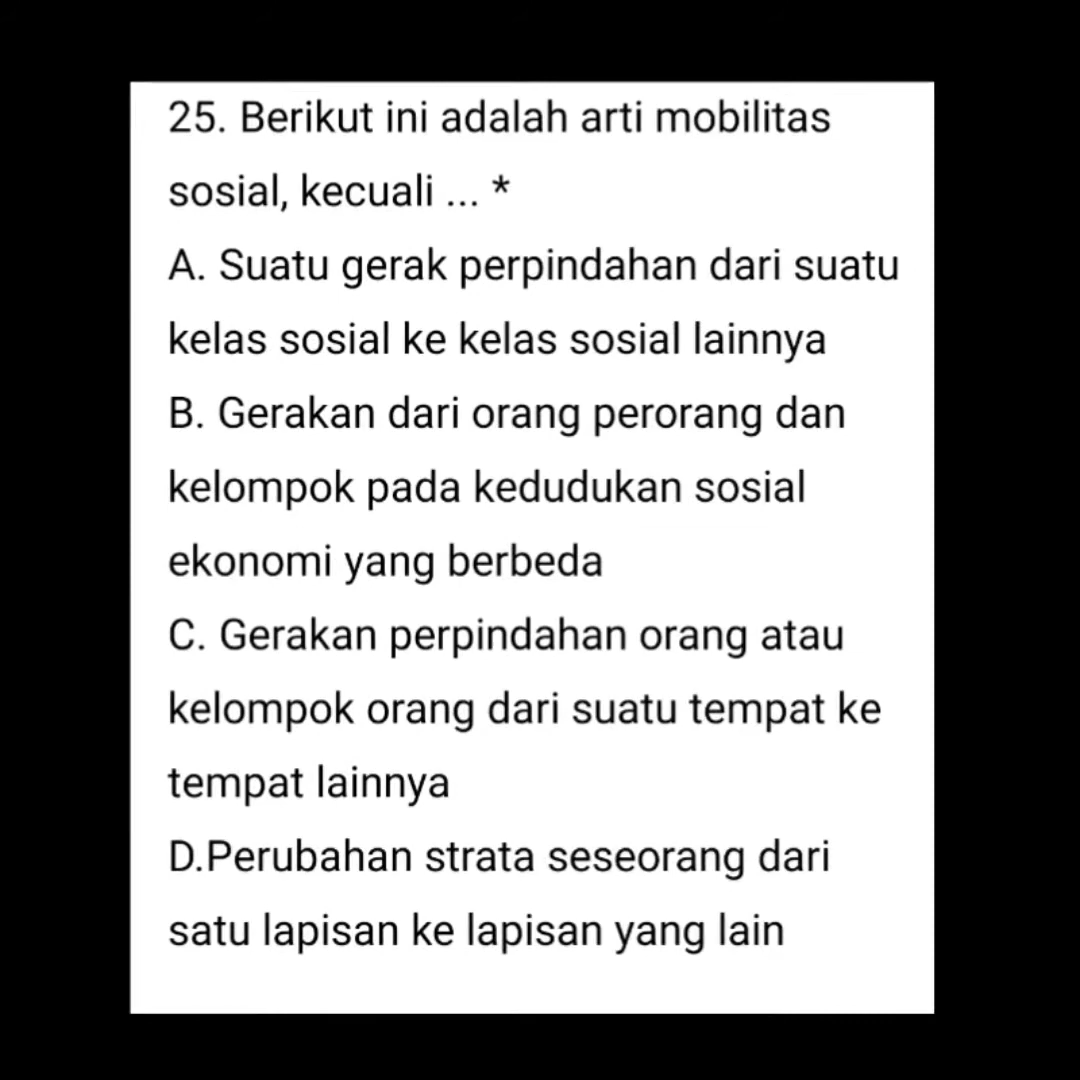 25. Berikut ini adalah arti mobilitas
sosial, kecuali ... *
A. Suatu gerak perpindahan dari suatu
kelas sosial ke kelas sosial lainnya
B. Gerakan dari orang perorang dan
kelompok pada kedudukan sosial
ekonomi yang berbeda
C. Gerakan perpindahan orang atau
kelompok orang dari suatu tempat ke
tempat lainnya
D.Perubahan strata seseorang dari
satu lapisan ke lapisan yang lain